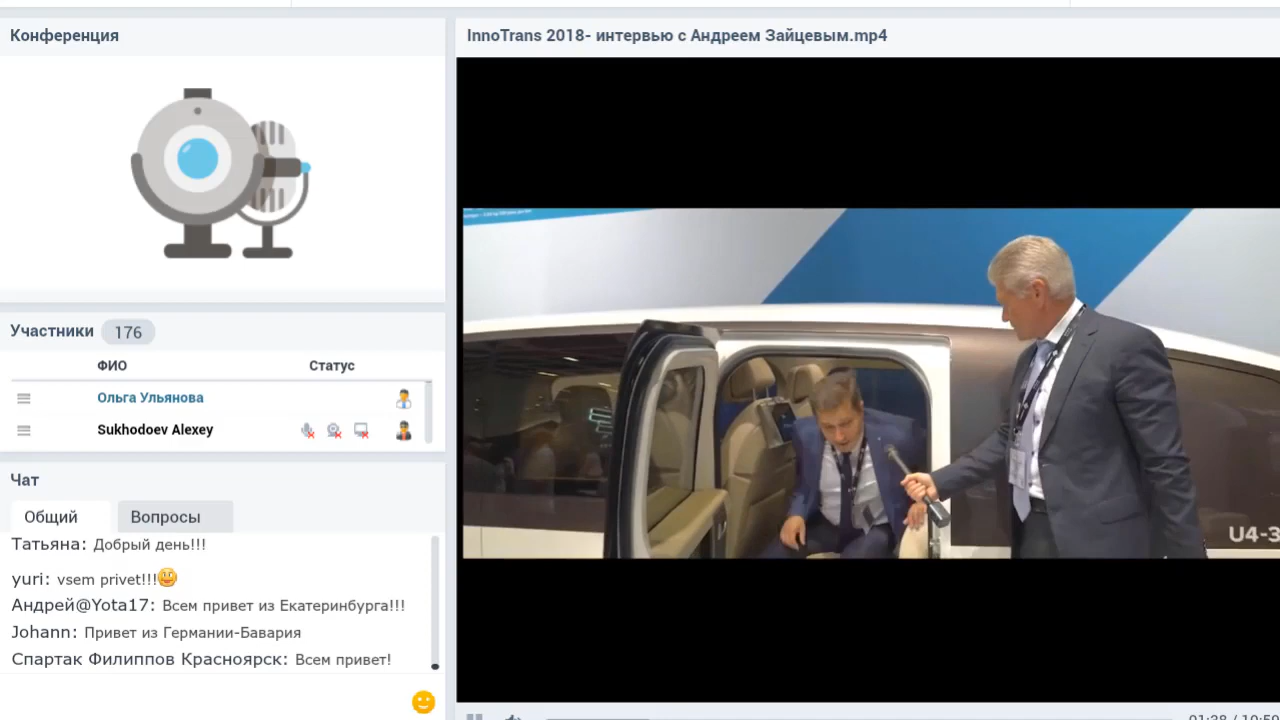 Конференция
InnoTrans 2018- интервью с Андреем Зайцевым.mp4
Участники 176
ФИО Статус
Ольга Ульянова
Sukhodoev Alexey
Чат
Общий Вопросы
Татьяна: Добрый день!!!
yuri: vsem privet!!!
Андрей@Yota17: Всем привет из Екатеринбурга!!!
Johann: Привет из Германии-Бавария
Спартак Филиппов Красноярск: Всем привет!
U4-3
01:38 / 10:50